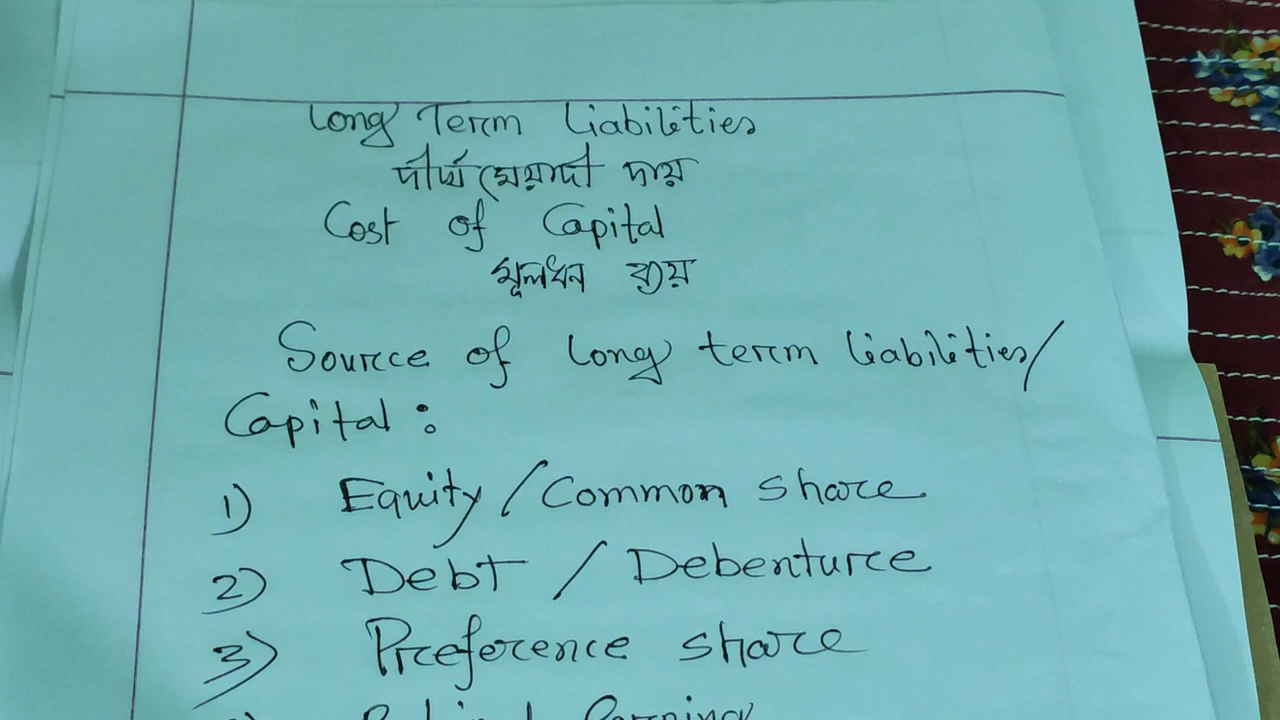 Long Term Liabilities
দীর্ঘ মেয়াদী দায়
Cost of Capital
মূলধন ব্যয়
Source of long term liabilities/
Capital :
1) Equity / Common share
2) Debt / Debenture
3) Preference share